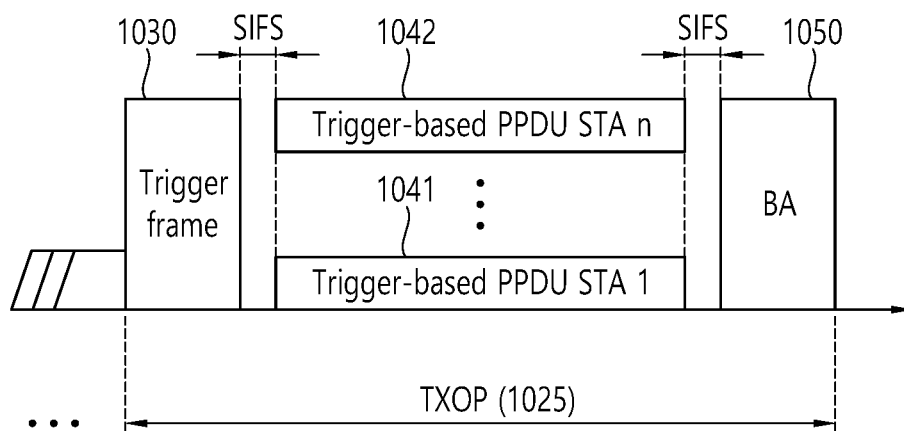 SIFS SIFS
1030 1042 1050
Trigger-based PPDU STA n
Trigger
frame
1041
BA
Trigger-based PPDU STA 1
TXOP (1025)